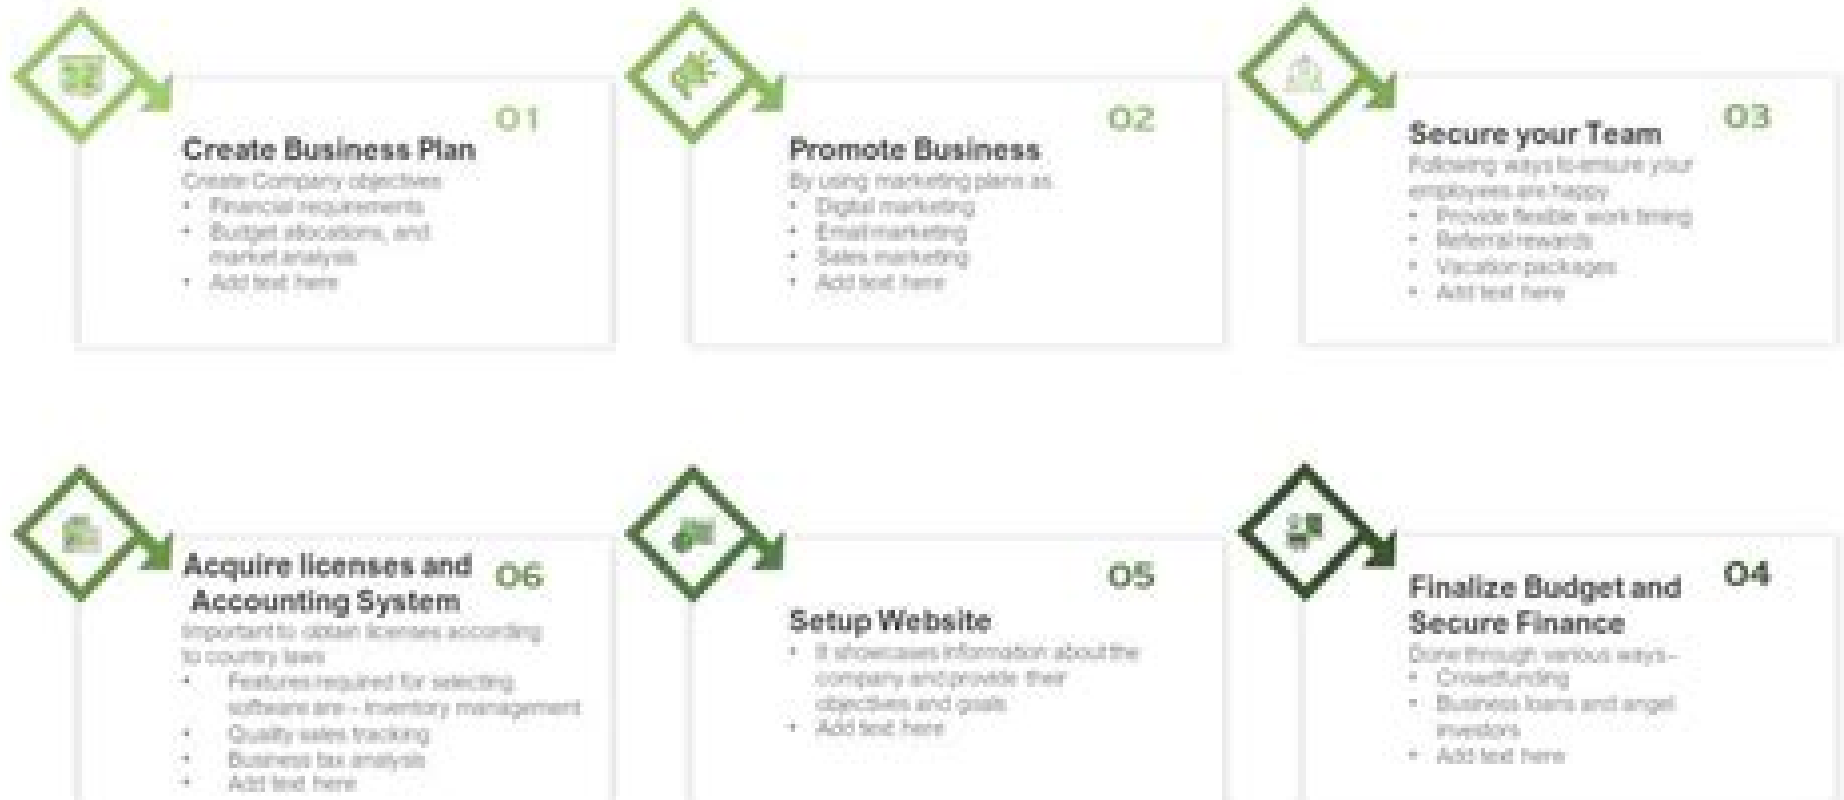 01
Create Business Plan
Create Company objectives
• Financial requirements
• Budget allocations, and
market analysis
• Add text here
02
Promote Business
By using marketing plans as
• Digital marketing
• Email marketing
• Sales marketing
• Add text here
03
Secure your Team
Following ways to ensure your
employees are happy
• Provide flexible work timing
• Referral rewards
• Vacation packages
• Add text here
06
Acquire licenses and
Accounting System
Important to obtain licenses according
to country laws
• Features required for selecting
software are - Inventory management
• Quality sales tracking
• Business tax analysis
• Add text here
05
Setup Website
• It showcases information about the
company and provide their
objectives and goals
• Add text here
04
Finalize Budget and
Secure Finance
Done through various ways-
• Crowdfunding
• Business loans and angel
investors
• Add text here